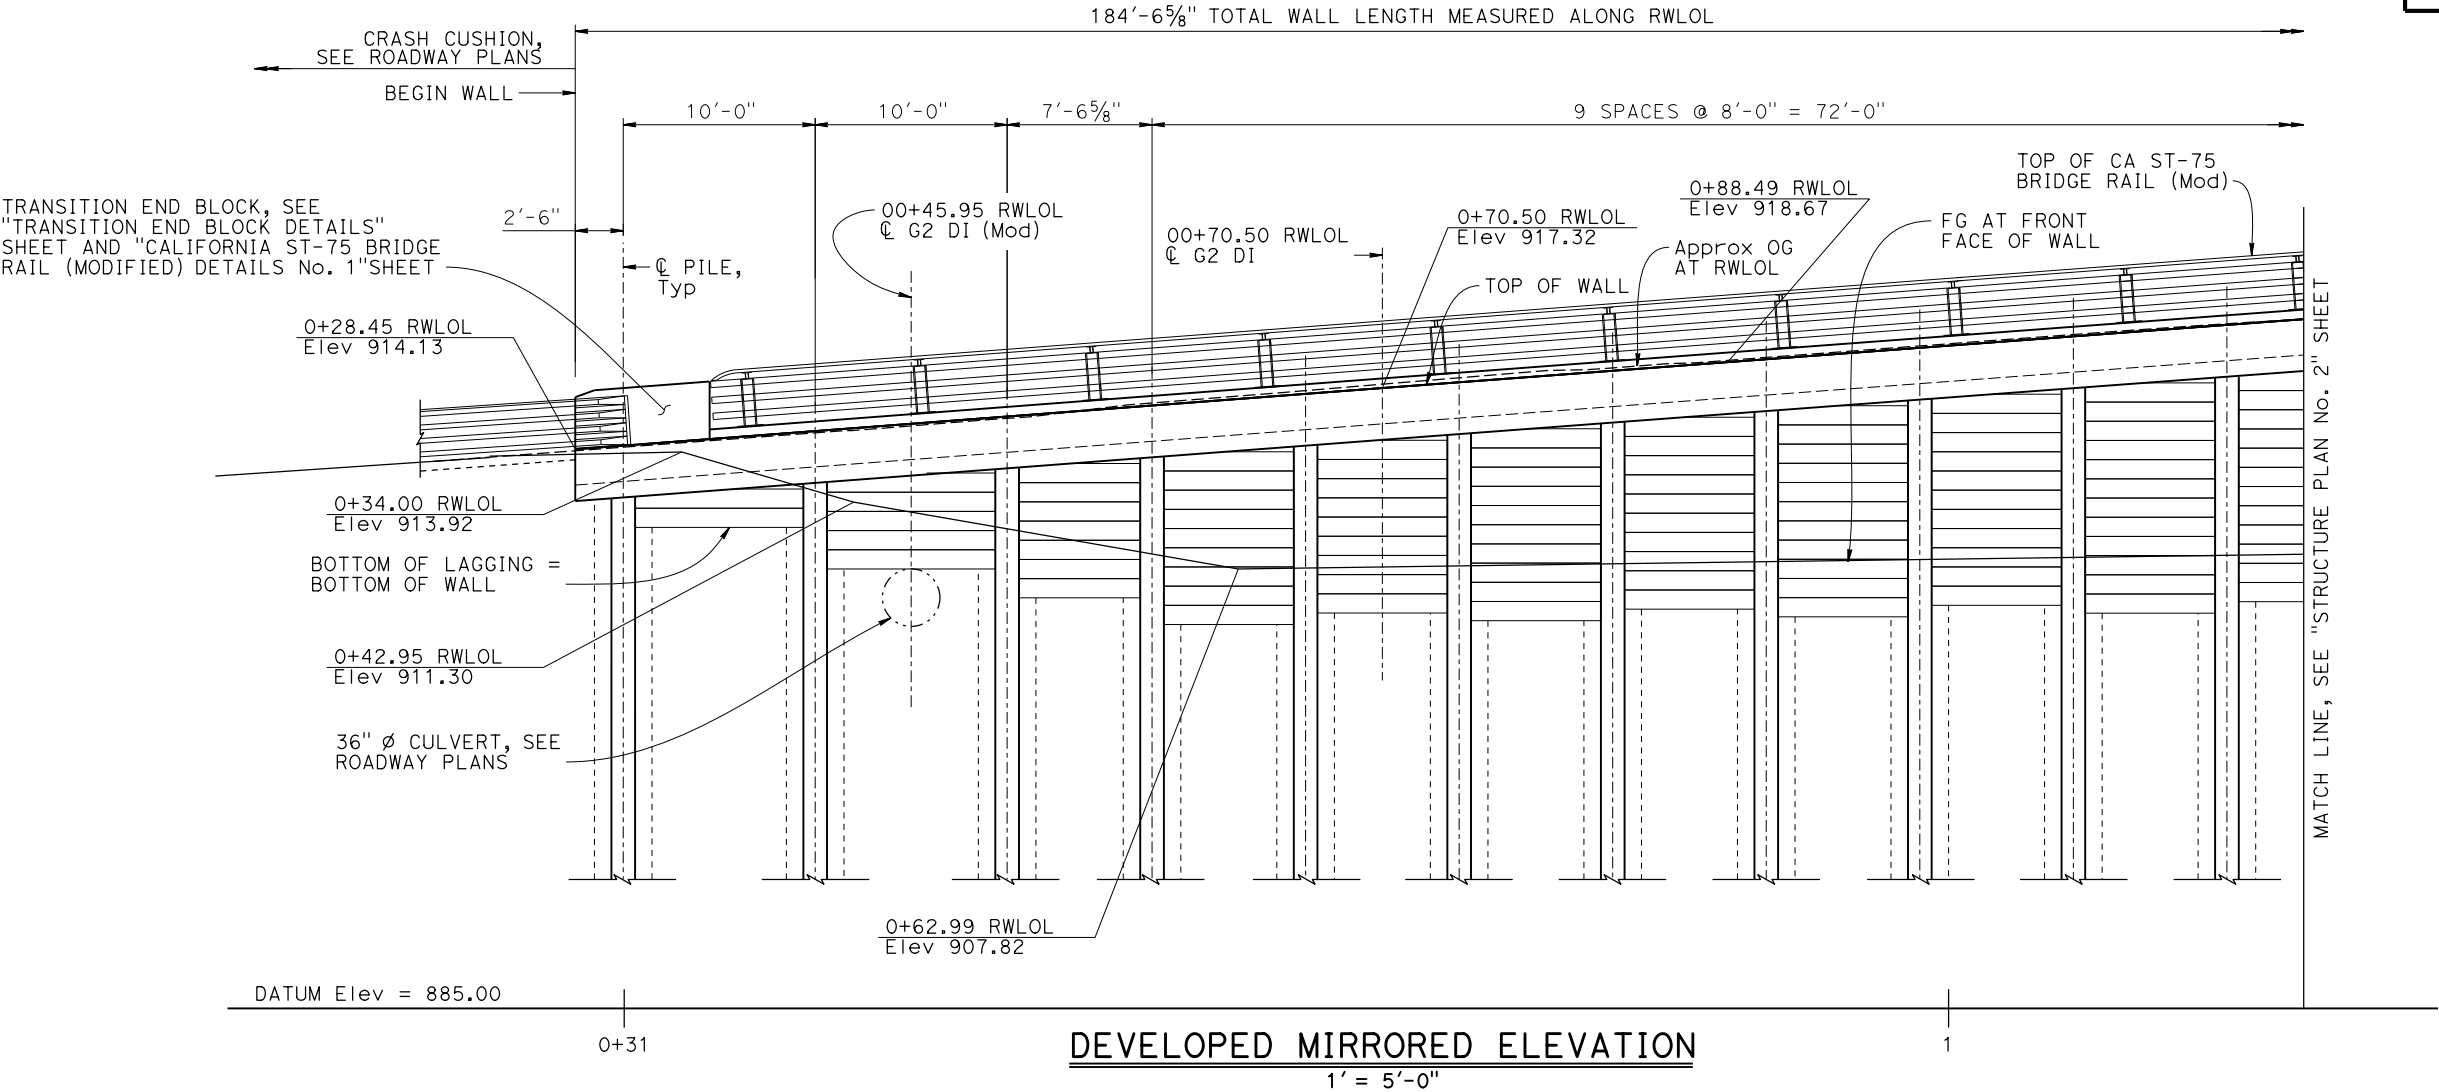 184'-6⅝" TOTAL WALL LENGTH MEASURED ALONG RWLOL
CRASH CUSHION,
SEE ROADWAY PLANS
BEGIN WALL
10'-0"
10'-0"
7'-6⅝"
9 SPACES @ 8'-0" = 72'-0"
TRANSITION END BLOCK, SEE
"TRANSITION END BLOCK DETAILS"
SHEET AND "CALIFORNIA ST-75 BRIDGE
RAIL (MODIFIED) DETAILS No. 1"SHEET
2'-6"
℄ PILE,
Typ
00+45.95 RWLOL
℄ G2 DI (Mod)
00+70.50 RWLOL
℄ G2 DI
0+70.50 RWLOL
Elev 917.32
TOP OF WALL
0+88.49 RWLOL
Elev 918.67
Approx OG
AT RWLOL
TOP OF CA ST-75
BRIDGE RAIL (Mod)
FG AT FRONT
FACE OF WALL
0+28.45 RWLOL
Elev 914.13
0+34.00 RWLOL
Elev 913.92
BOTTOM OF LAGGING =
BOTTOM OF WALL
0+42.95 RWLOL
Elev 911.30
36" Ø CULVERT, SEE
ROADWAY PLANS
0+62.99 RWLOL
Elev 907.82
MATCH LINE, SEE "STRUCTURE PLAN No. 2" SHEET
DATUM Elev = 885.00
0+31
1
DEVELOPED MIRRORED ELEVATION
1' = 5'-0"